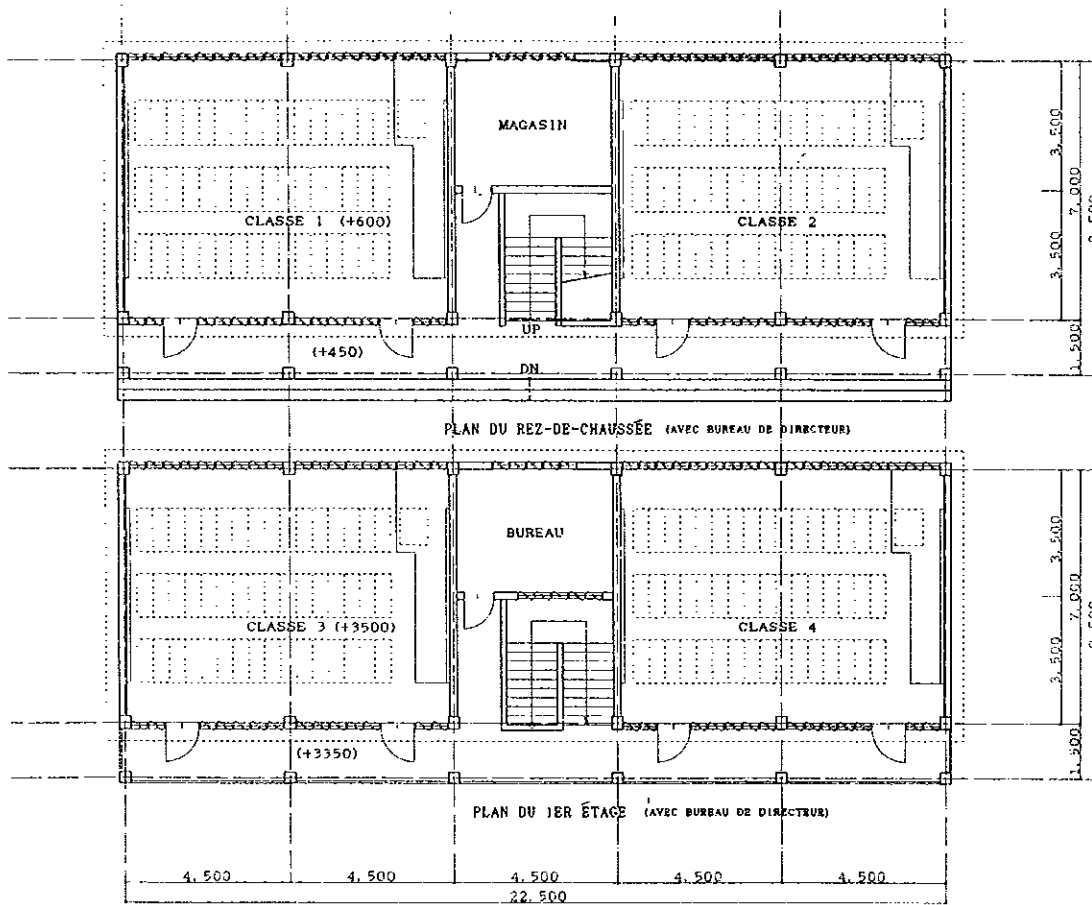 MAGASIN
CLASSE 1 (+600)
CLASSE 2
UP
(+450)
DN
3,500
7,000
3,500
1,500
PLAN DU REZ-DE-CHAUSSÉE (AVEC BUREAU DE DIRECTEUR)
BUREAU
CLASSE 3 (+3500)
CLASSE 4
(+3350)
3,500
7,000
3,500
1,500
PLAN DU 1ER ÉTAGE (AVEC BUREAU DE DIRECTEUR)
4,500 4,500 4,500 4,500 4,500
22,500